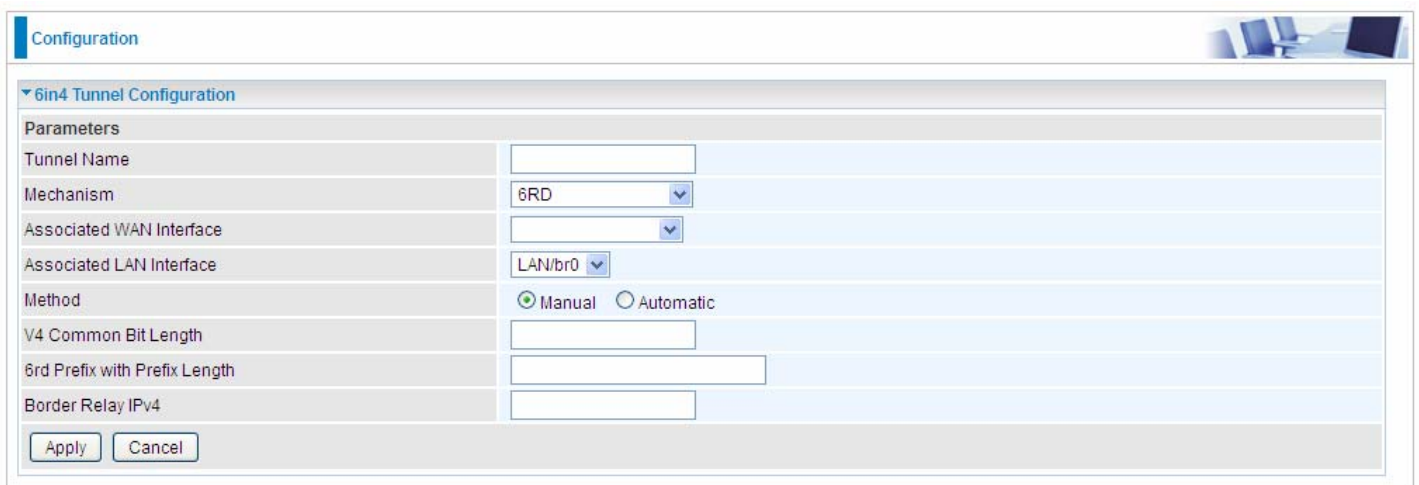 Configuration
6in4 Tunnel Configuration
Parameters
Tunnel Name
Mechanism 6RD
Associated WAN Interface
Associated LAN Interface LAN/br0
Method Manual Automatic
V4 Common Bit Length
6rd Prefix with Prefix Length
Border Relay IPv4
Apply Cancel